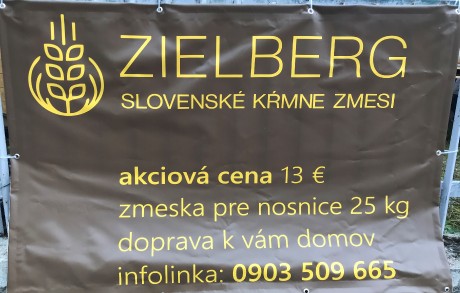 ZIELBERG
SLOVENSKÉ KŔMNE ZMESI
akciová cena 13 €
zmeska pre nosnice 25 kg
doprava k vám domov
infolinka: 0903 509 665